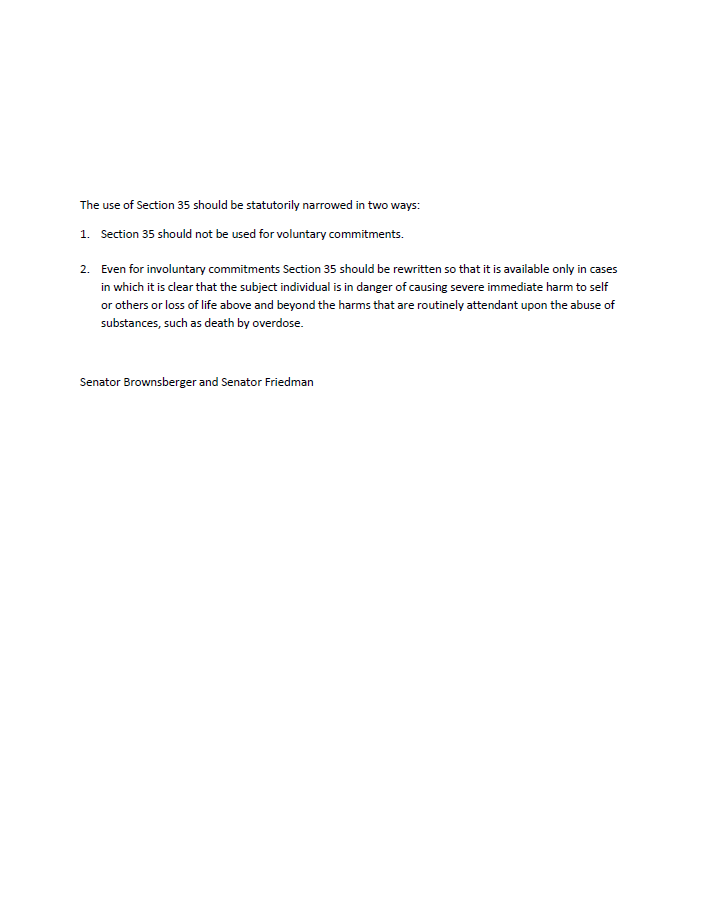 The use of Section 35 should be statutorily narrowed in two ways:
1. Section 35 should not be used for voluntary commitments.
2. Even for involuntary commitments Section 35 should be rewritten so that it is available only in cases
in which it is clear that the subject individual is in danger of causing severe immediate harm to self
or others or loss of life above and beyond the harms that are routinely attendant upon the abuse of
substances, such as death by overdose.
Senator Brownsberger and Senator Friedman